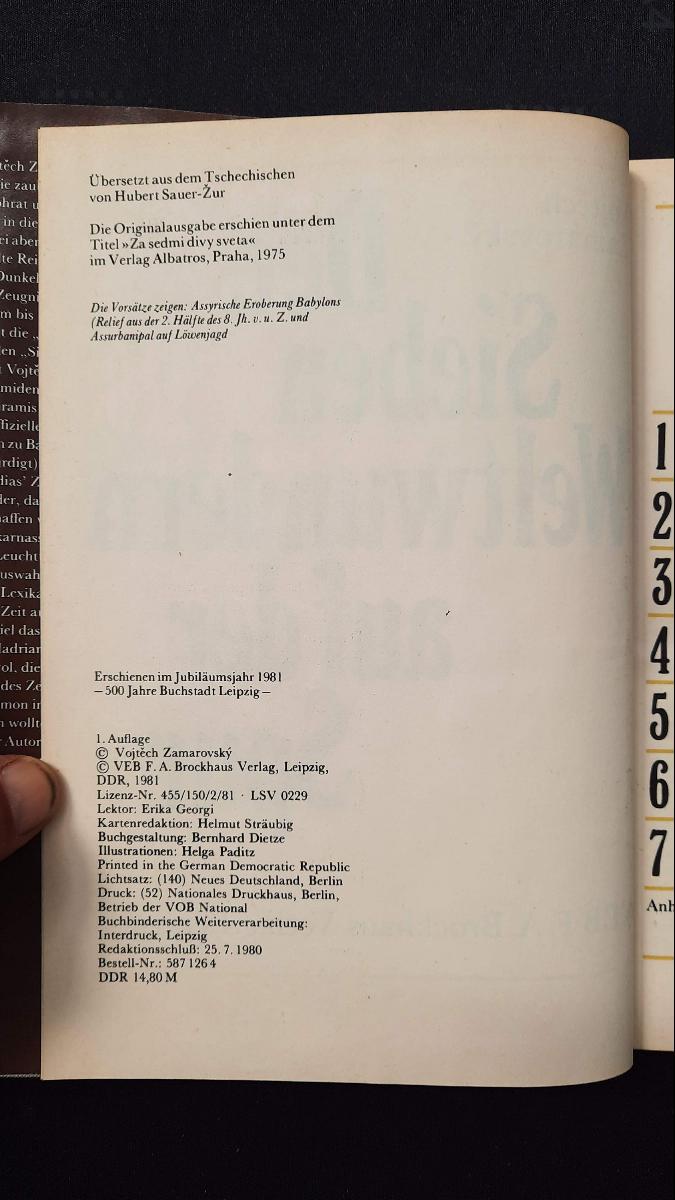 Übersetzt aus dem Tschechischen
von Hubert Sauer-Žur
Die Originalausgabe erschien unter dem
Titel »Za sedmi divy sveta«
im Verlag Albatros, Praha, 1975
Die Vorsätze zeigen: Assyrische Eroberung Babylons
(Relief aus der 2. Hälfte des 8. Jh. v. u. Z. und
Assurbanipal auf Löwenjagd
Erschienen im Jubiläumsjahr 1981
— 500 Jahre Buchstadt Leipzig —
1. Auflage
© Vojtěch Zamarovský
© VEB F. A. Brockhaus Verlag, Leipzig,
DDR, 1981
Lizenz-Nr. 455/150/2/81 · LSV 0229
Lektor: Erika Georgi
Kartenredaktion: Helmut Sträubig
Buchgestaltung: Bernhard Dietze
Illustrationen: Helga Paditz
Printed in the German Democratic Republic
Lichtsatz: (140) Neues Deutschland, Berlin
Druck: (52) Nationales Druckhaus, Berlin,
Betrieb der VOB National
Buchbinderische Weiterverarbeitung:
Interdruck, Leipzig
Redaktionsschluß: 25. 7. 1980
Bestell-Nr.: 587 126 4
DDR 14,80 M
1
2
3
4
5
6
7
Anh